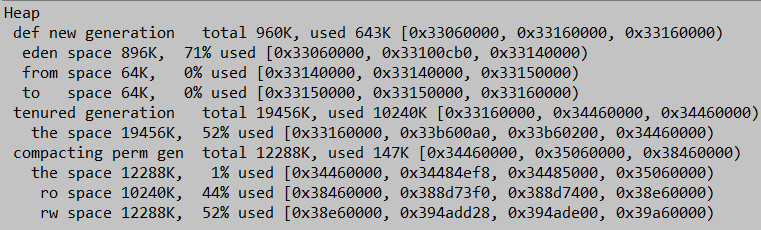 Heap
 def new generation   total 960K, used 643K [0x33060000, 0x33160000, 0x33160000)
  eden space 896K,  71% used [0x33060000, 0x33100cb0, 0x33140000)
  from space 64K,   0% used [0x33140000, 0x33140000, 0x33150000)
  to   space 64K,   0% used [0x33150000, 0x33150000, 0x33160000)
 tenured generation   total 19456K, used 10240K [0x33160000, 0x34460000, 0x34460000)
   the space 19456K,  52% used [0x33160000, 0x33b600a0, 0x33b60200, 0x34460000)
 compacting perm gen  total 12288K, used 147K [0x34460000, 0x35060000, 0x38460000)
   the space 12288K,   1% used [0x34460000, 0x34484ef8, 0x34485000, 0x35060000)
    ro space 10240K,  44% used [0x38460000, 0x388d73f0, 0x388d7400, 0x38e60000)
    rw space 12288K,  52% used [0x38e60000, 0x394add28, 0x394ade00, 0x39a60000)